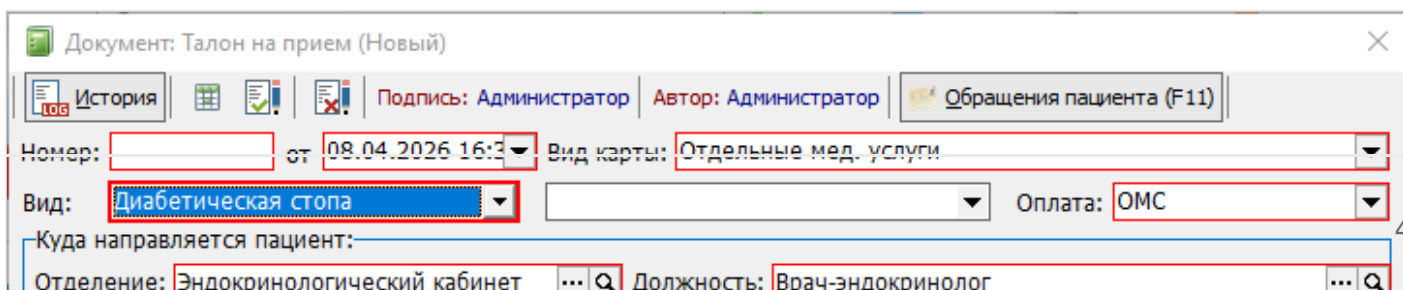 Документ: Талон на прием (Новый)
LOG История Подпись: Администратор Автор: Администратор Обращения пациента (F11)
Номер: от 08.04.2026 16:3 Вид карты: Отдельные мед. услуги
Вид: Диабетическая стопа Оплата: ОМС
Куда направляется пациент:
Отделение: Эндокринологический кабинет ... Должность: Врач-эндокринолог ...